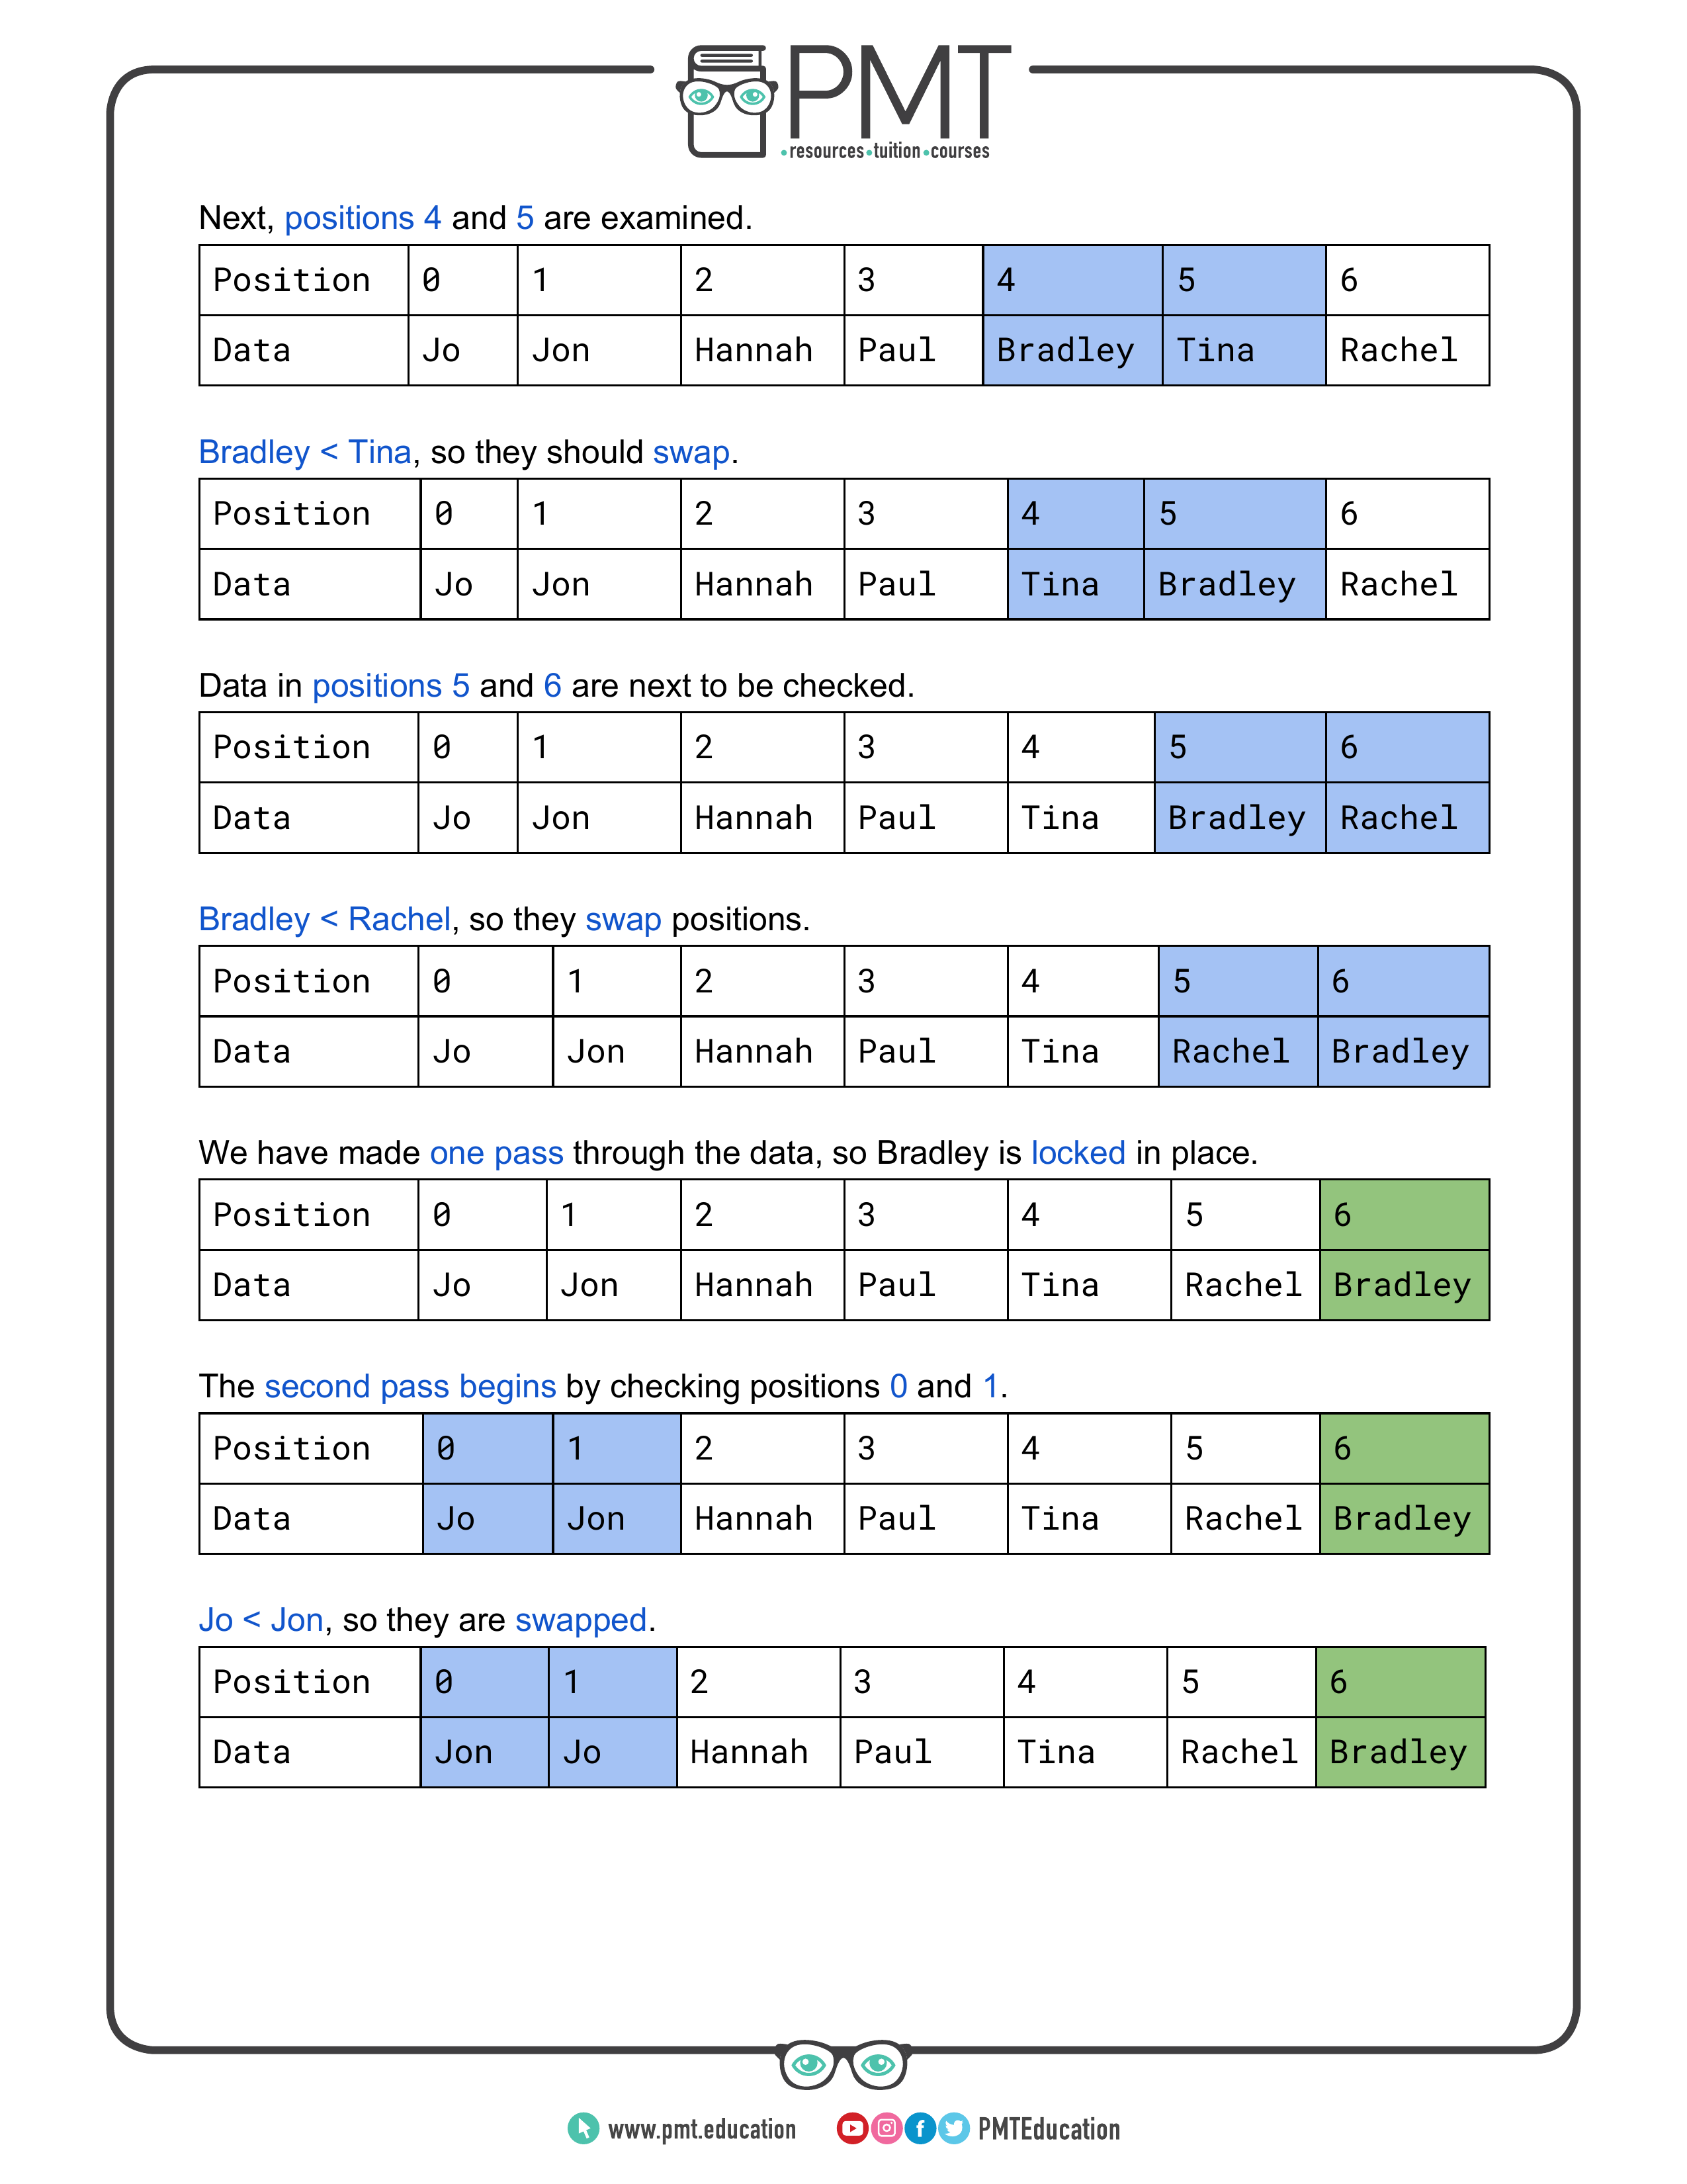 PMT
•resources•tuition•courses
Next, positions 4 and 5 are examined.
Position 0 1 2 3 4 5 6
Data Jo Jon Hannah Paul Bradley Tina Rachel
Bradley < Tina, so they should swap.
Position 0 1 2 3 4 5 6
Data Jo Jon Hannah Paul Tina Bradley Rachel
Data in positions 5 and 6 are next to be checked.
Position 0 1 2 3 4 5 6
Data Jo Jon Hannah Paul Tina Bradley Rachel
Bradley < Rachel, so they swap positions.
Position 0 1 2 3 4 5 6
Data Jo Jon Hannah Paul Tina Rachel Bradley
We have made one pass through the data, so Bradley is locked in place.
Position 0 1 2 3 4 5 6
Data Jo Jon Hannah Paul Tina Rachel Bradley
The second pass begins by checking positions 0 and 1.
Position 0 1 2 3 4 5 6
Data Jo Jon Hannah Paul Tina Rachel Bradley
Jo < Jon, so they are swapped.
Position 0 1 2 3 4 5 6
Data Jon Jo Hannah Paul Tina Rachel Bradley
www.pmt.education PMTEducation